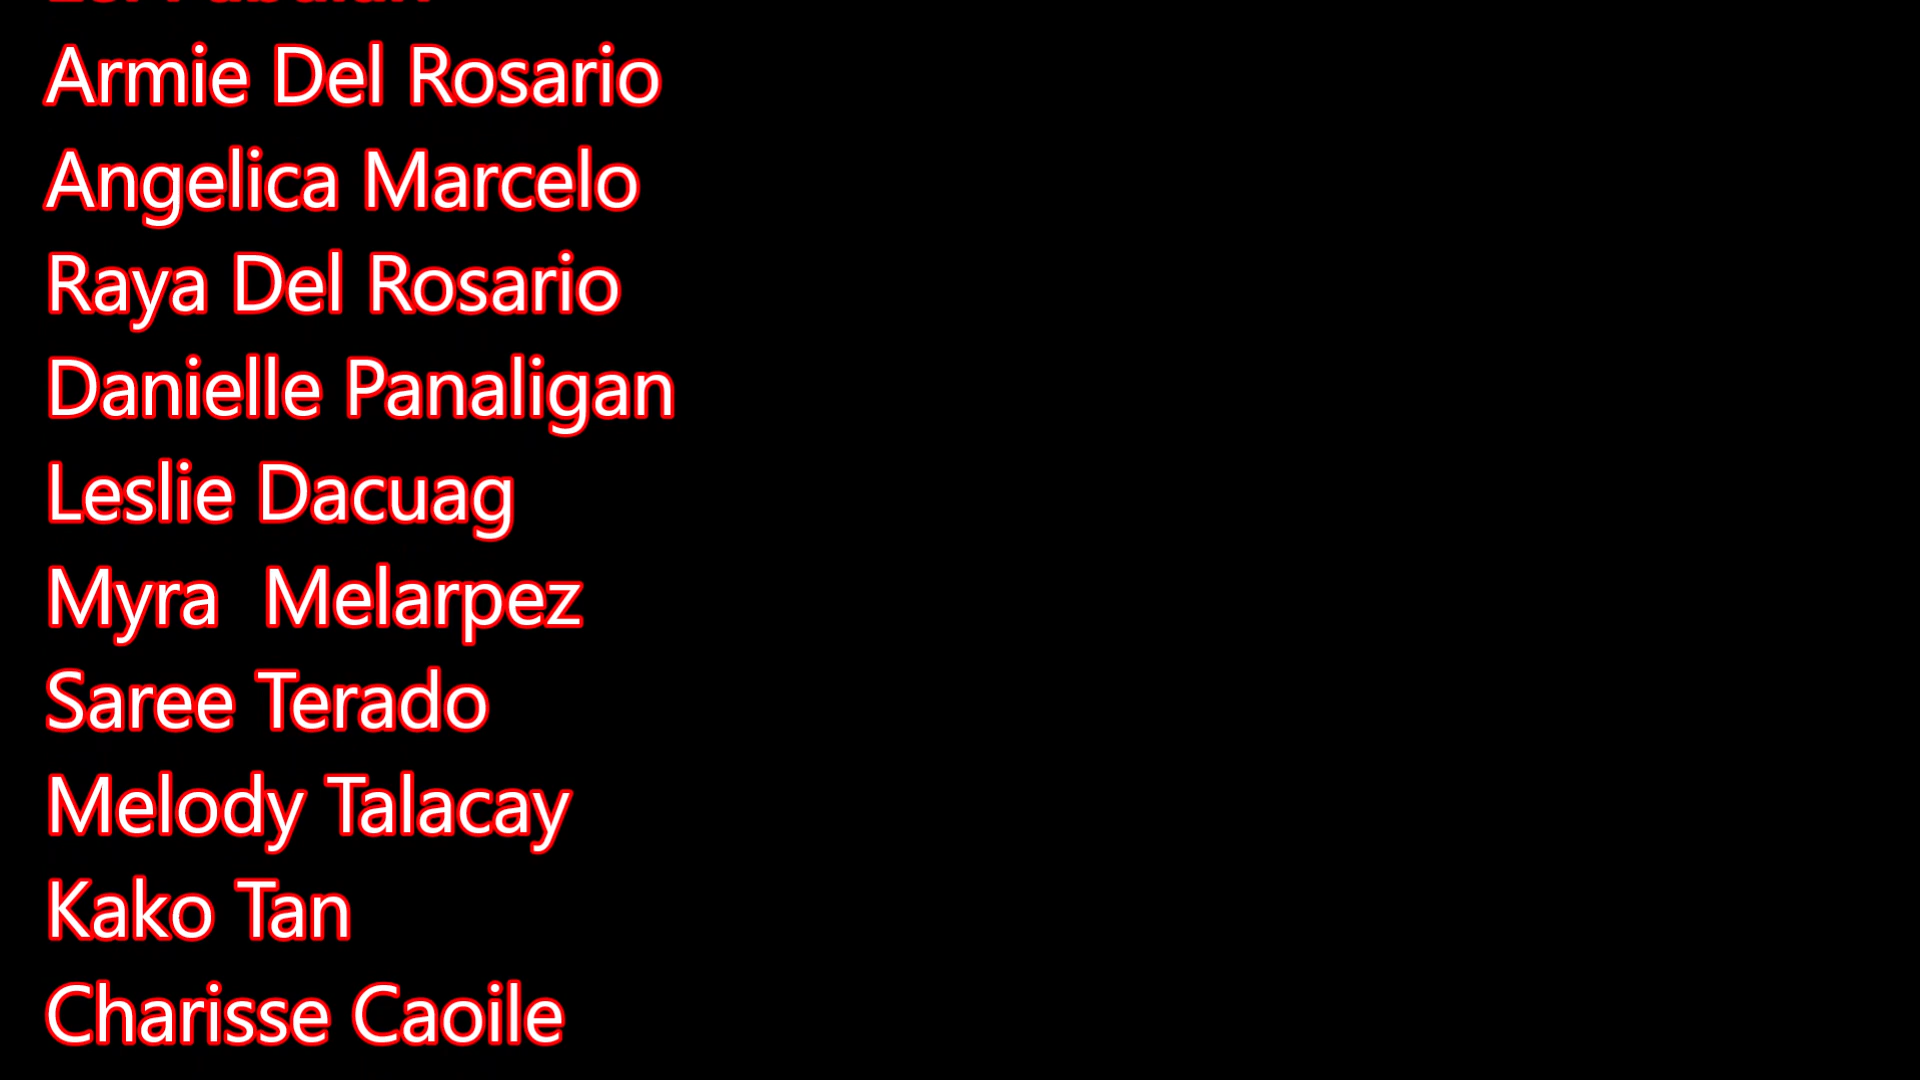 Armie Del Rosario
Angelica Marcelo
Raya Del Rosario
Danielle Panaligan
Leslie Dacuag
Myra  Melarpez
Saree Terado
Melody Talacay
Kako Tan
Charisse Caoile